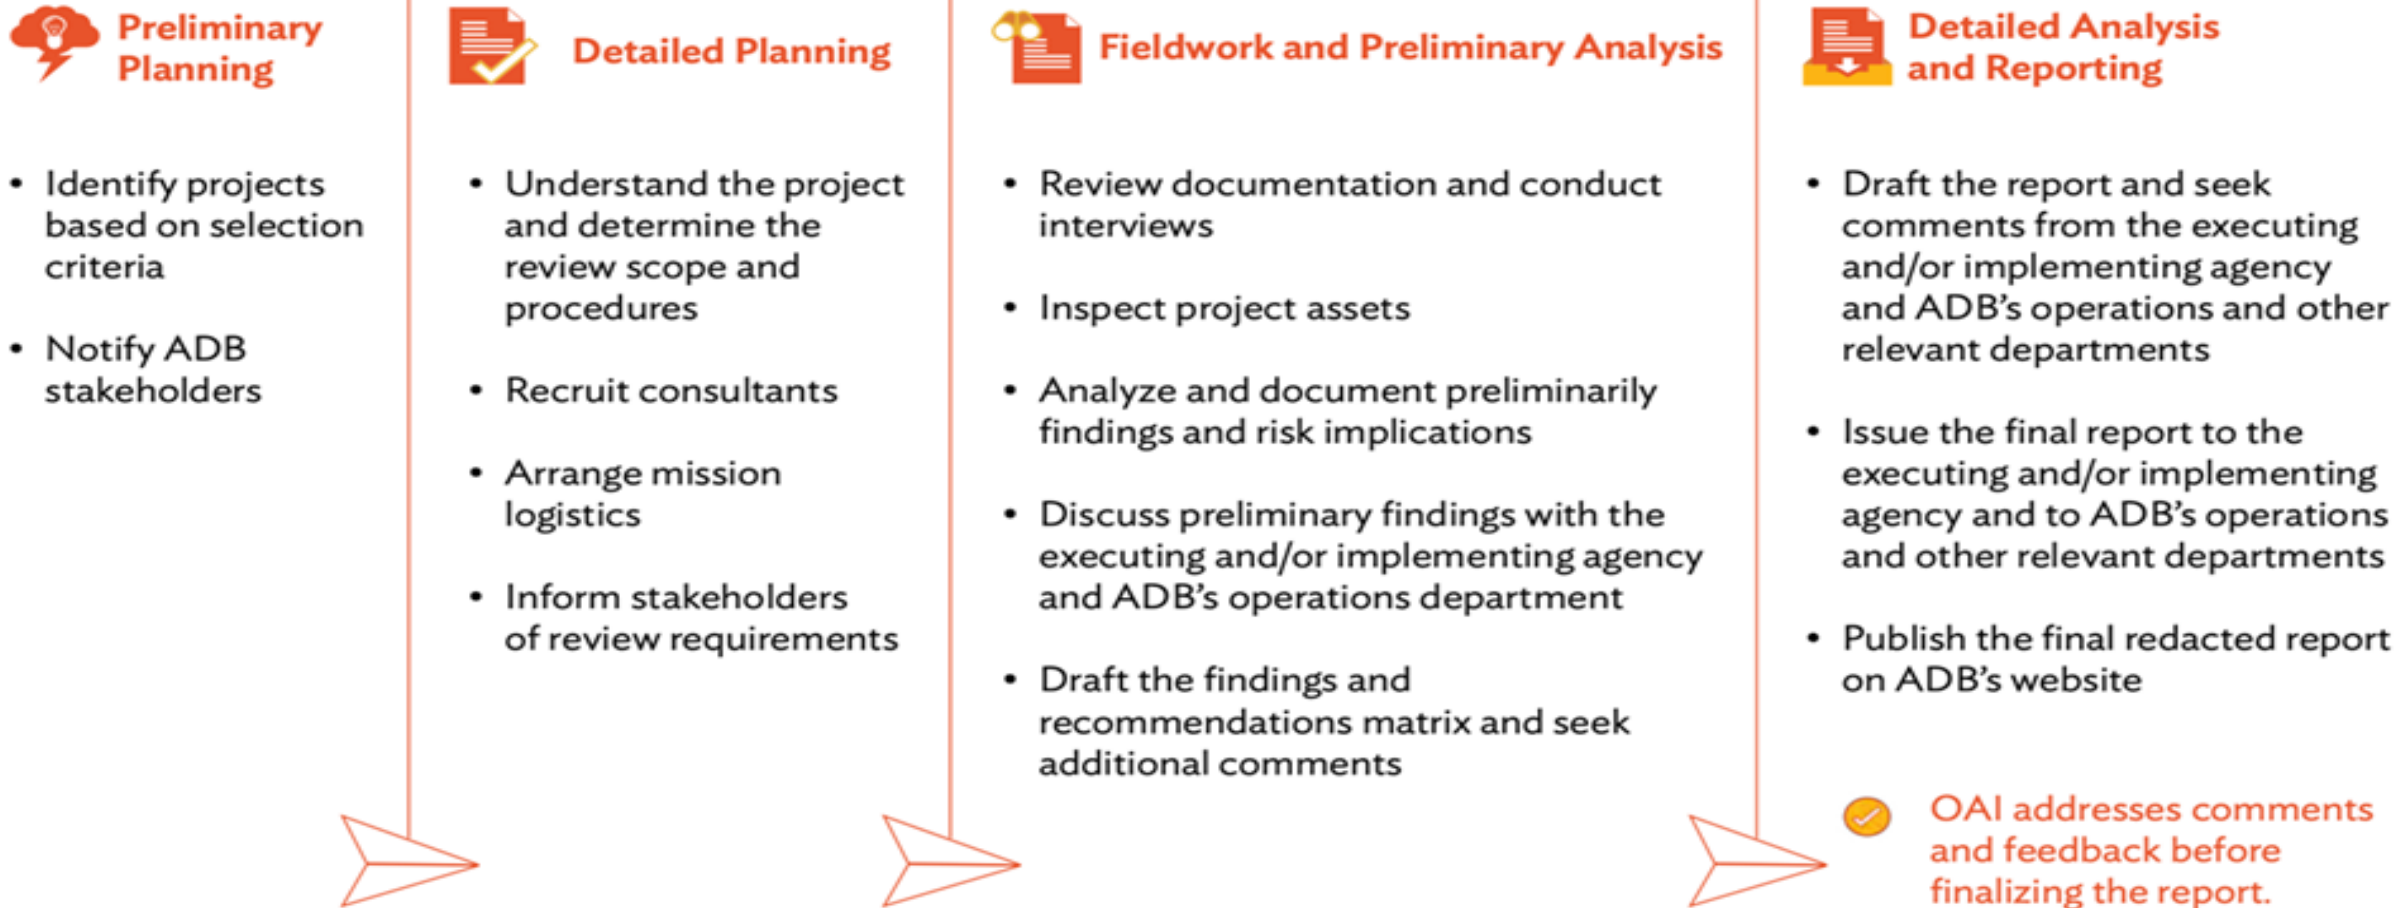 Preliminary
Planning
• Identify projects
based on selection
criteria
• Notify ADB
stakeholders
Detailed Planning
• Understand the project
and determine the
review scope and
procedures
• Recruit consultants
• Arrange mission
logistics
• Inform stakeholders
of review requirements
Fieldwork and Preliminary Analysis
• Review documentation and conduct
interviews
• Inspect project assets
• Analyze and document preliminarily
findings and risk implications
• Discuss preliminary findings with the
executing and/or implementing agency
and ADB’s operations department
• Draft the findings and
recommendations matrix and seek
additional comments
Detailed Analysis
and Reporting
• Draft the report and seek
comments from the executing
and/or implementing agency
and ADB’s operations and other
relevant departments
• Issue the final report to the
executing and/or implementing
agency and to ADB’s operations
and other relevant departments
• Publish the final redacted report
on ADB’s website
OAI addresses comments
and feedback before
finalizing the report.